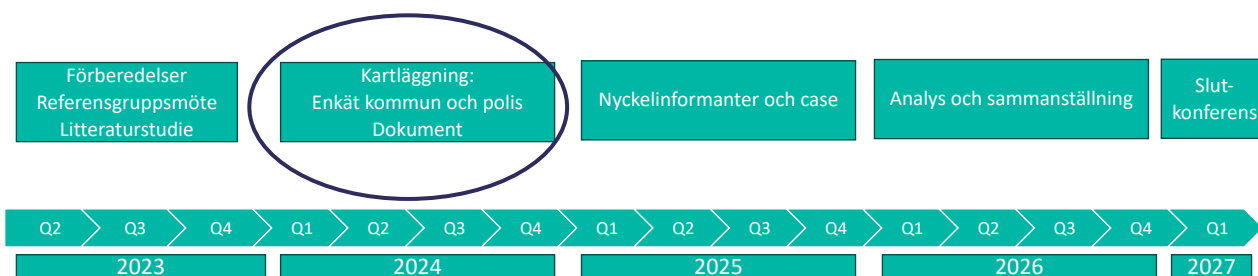 Förberedelser
Referensgruppsmöte
Litteraturstudie
Kartläggning:
Enkät kommun och polis
Dokument
Nyckelinformanter och case
Analys och sammanställning
Slut-
konferens
Q2 Q3 Q4 Q1 Q2 Q3 Q4 Q1 Q2 Q3 Q4 Q1 Q2 Q3 Q4 Q1
2023 2024 2025 2026 2027